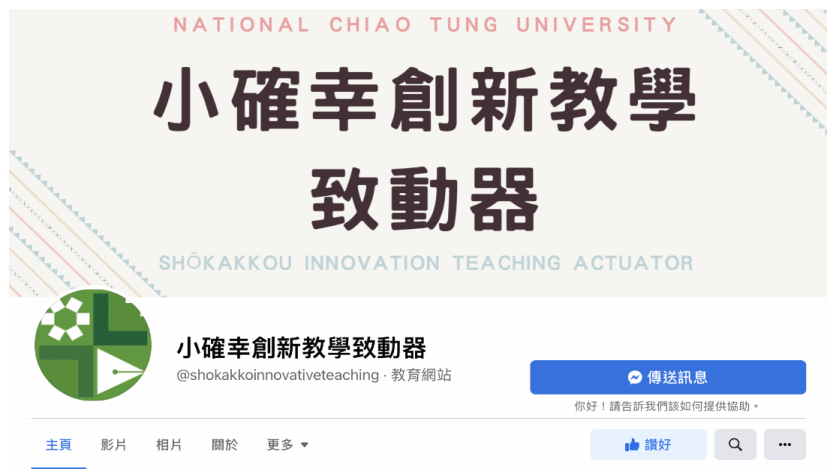 NATIONAL CHIAO TUNG UNIVERSITY
小確幸創新教學
致動器
SHÔKAKKOU INNOVATION TEACHING ACTUATOR
小確幸創新教學致動器
@shokakkoinnovativeteaching · 教育網站
傳送訊息
你好！請告訴我們該如何提供協助。
主頁 影片 相片 關於 更多 讚好